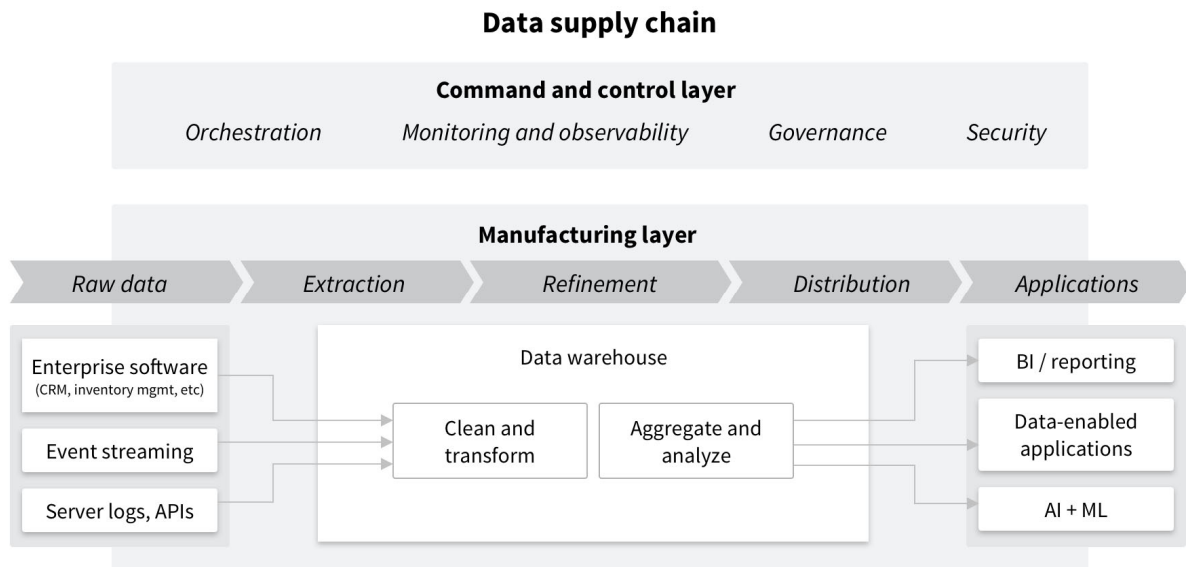 Data supply chain
Command and control layer
Orchestration Monitoring and observability Governance Security
Manufacturing layer
Raw data Extraction Refinement Distribution Applications
Enterprise software
(CRM, inventory mgmt, etc)
Event streaming
Server logs, APIs
Data warehouse
Clean and
transform
Aggregate and
analyze
BI / reporting
Data-enabled
applications
AI + ML